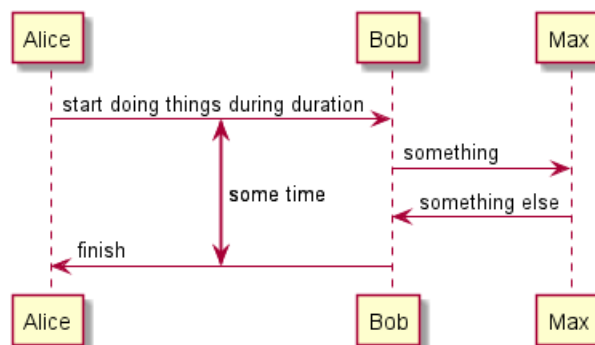 Alice
Bob
Max
start doing things during duration
something
some time
something else
finish
Alice
Bob
Max